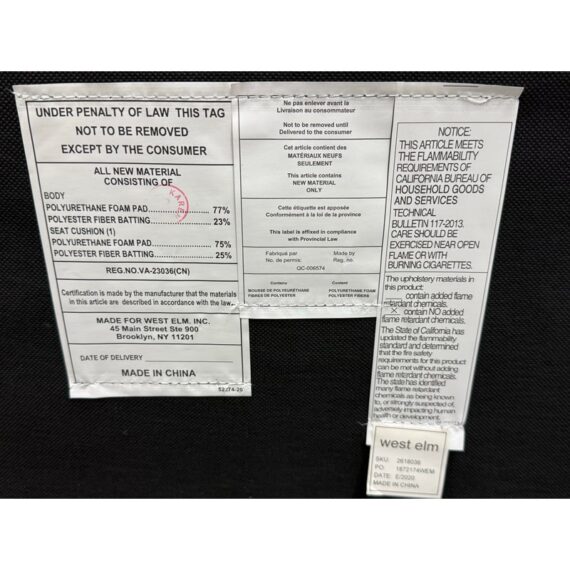 UNDER PENALTY OF LAW THIS TAG
NOT TO BE REMOVED
EXCEPT BY THE CONSUMER
ALL NEW MATERIAL
CONSISTING OF
BODY
POLYURETHANE FOAM PAD.................. 77%
POLYESTER FIBER BATTING................ 23%
SEAT CUSHION (1)
POLYURETHANE FOAM PAD.................. 75%
POLYESTER FIBER BATTING................ 25%
REG.NO.VA-23036(CN)
Certification is made by the manufacturer that the materials
in this article are described in accordance with the law.
MADE FOR WEST ELM, INC.
45 Main Street Ste 900
Brooklyn, NY 11201
DATE OF DELIVERY
MADE IN CHINA
Ne pas enlever avant la
Livraison au consommateur
Not to be removed until
Delivered to the consumer
Cet article contient des
MATÉRIAUX NEUFS
SEULEMENT
This article contains
NEW MATERIAL
ONLY
Cette étiquette est apposée
Conformément à la loi de la province
This label is affixed in compliance
with Provincial Law
Fabriqué par Made by
No. de permis: Reg. no.
QC-006574
Contenu Content
MOUSSE DE POLYURÉTHANE POLYURETHANE FOAM
FIBRES DE POLYESTER POLYESTER FIBER
NOTICE:
THIS ARTICLE MEETS
THE FLAMMABILITY
REQUIREMENTS OF
CALIFORNIA BUREAU OF
HOUSEHOLD GOODS
AND SERVICES
TECHNICAL
BULLETIN 117-2013.
CARE SHOULD BE
EXERCISED NEAR OPEN
FLAME OR WITH
BURNING CIGARETTES.
The upholstery materials in
this product:
contain added flame
retardant chemicals.
X contain NO added
flame retardant chemicals.
The State of California has
updated the flammability
standard and determined
that the fire safety
requirements for this product
can be met without adding
flame retardant chemicals.
The state has identified
many flame retardant
chemicals as being known
to, or strongly suspected of,
adversely impacting human
health or development.
west elm
SKU: 2618036
PO: 1872174WEM
DATE: E/2020
MADE IN CHINA